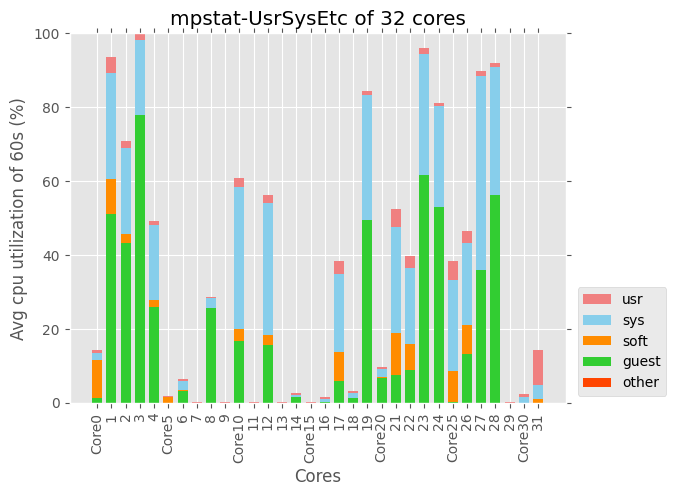 mpstat-UsrSysEtc of 32 cores
Avg cpu utilization of 60s (%)
100
80
60
40
20
0
Core0
1
2
3
4
Core5
6
7
8
9
Core10
11
12
13
14
Core15
16
17
18
19
Core20
21
22
23
24
Core25
26
27
28
29
Core30
31
Cores
usr
sys
soft
guest
other